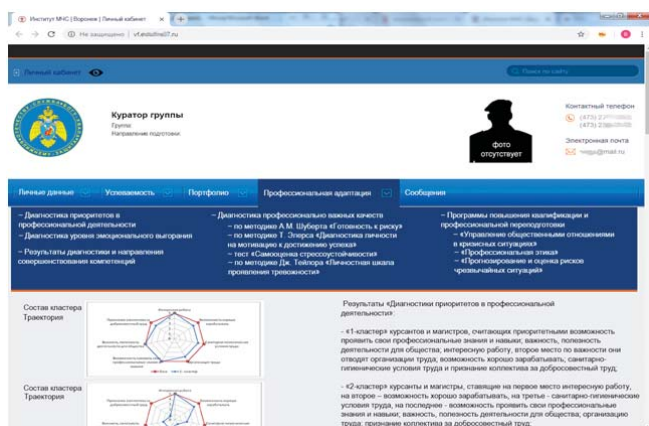 Институт МЧС | Воронеж | Личный кабинет
Не защищено
Личный кабинет
Поиск по сайту
Куратор группы
Группа:
Направление подготовки:
фото
отсутствует
Контактный телефон
(473)
(473)
Электронная почта
Личные данные
Успеваемость
Портфолио
Профессиональная адаптация
Сообщения
– Диагностика приоритетов в
профессиональной деятельности
– Диагностика уровня эмоционального выгорания
– Результаты диагностики и направления
совершенствования компетенций
– Диагностика профессионально важных качеств
– по методике А.М. Шуберта «Готовность к риску»
– по методике Т. Элерса «Диагностика личности
на мотивацию к достижению успеха»
– тест «Самооценка стрессоустойчивости»
– по методике Дж. Тейлора «Личностная шкала
проявления тревожности»
– Программы повышения квалификации и
профессиональной переподготовки
– «Управление общественными отношениями
в кризисных ситуациях»
– «Профессиональная этика»
– «Прогнозирование и оценка рисков
чрезвычайных ситуаций»
Состав кластера
Траектория
Результаты «Диагностики приоритетов в профессиональной
деятельности»:
- «1-кластер» курсантов и магистров, считающих приоритетными возможность
проявить свои профессиональные знания и навыки; важность, полезность
деятельности для общества; интересную работу, второе место по важности они
отводят организации труда; возможность хорошо зарабатывать; санитарно-
гигиенические условия труда и признание коллектива за добросовестный труд;
Состав кластера
Траектория
- «2-кластер» курсанты и магистры, ставящие на первое место интересную работу,
на второе – возможность хорошо зарабатывать, на третье - санитарно-гигиенические
условия труда, на последнее - возможность проявить свои профессиональные
знания и навыки; важность, полезность деятельности для общества; организацию
труда; признание коллектива за добросовестный труд;